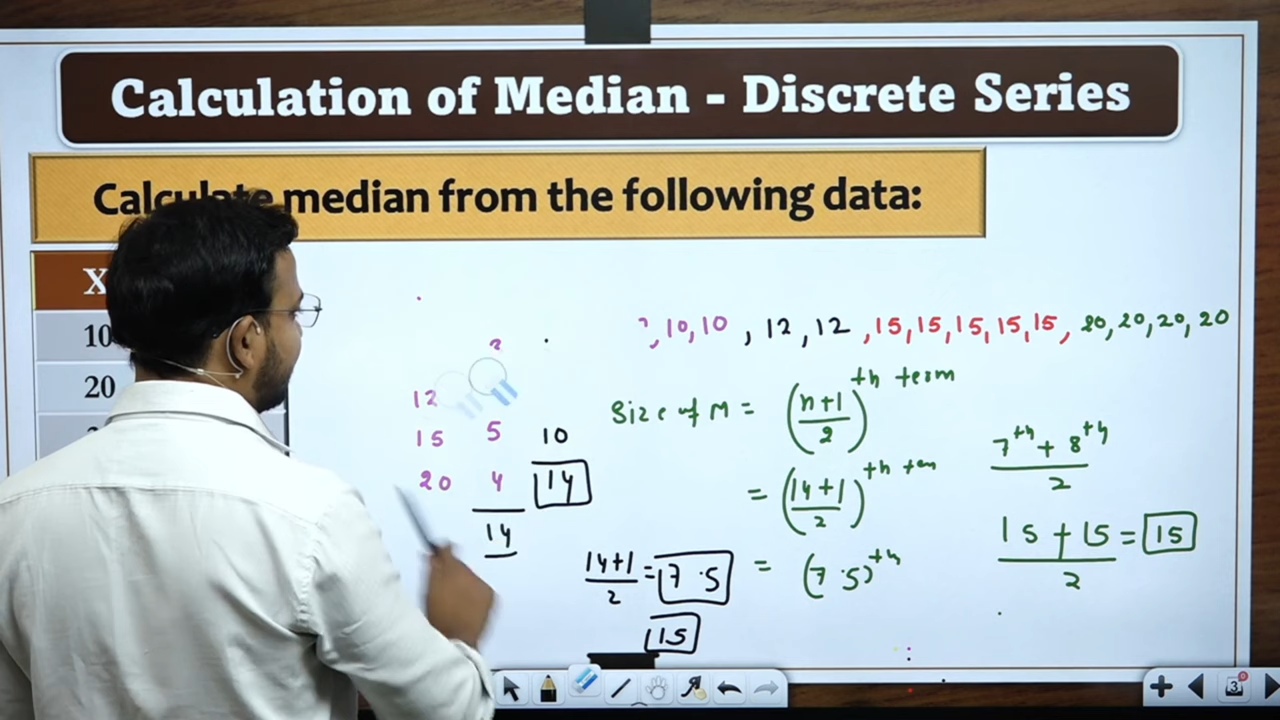 Calculation of Median - Discrete Series
Calculate median from the following data:
X
10
20
, 10, 10 , 12, 12 , 15, 15, 15, 15, 15, 20, 20, 20, 20
2
12
15 5 10
20 4 14
14
Size of M = (n+1/2)th term
= (14+1/2)th tem
= (7.5)th
14+1/2 = 7.5
15
7th + 8th / 2
15 + 15 / 2 = 15
3